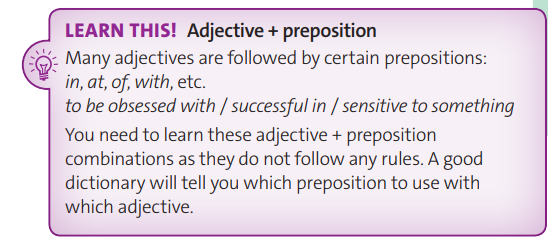 LEARN THIS! Adjective + preposition
Many adjectives are followed by certain prepositions:
in, at, of, with, etc.
to be obsessed with / successful in / sensitive to something
You need to learn these adjective + preposition
combinations as they do not follow any rules. A good
dictionary will tell you which preposition to use with
which adjective.